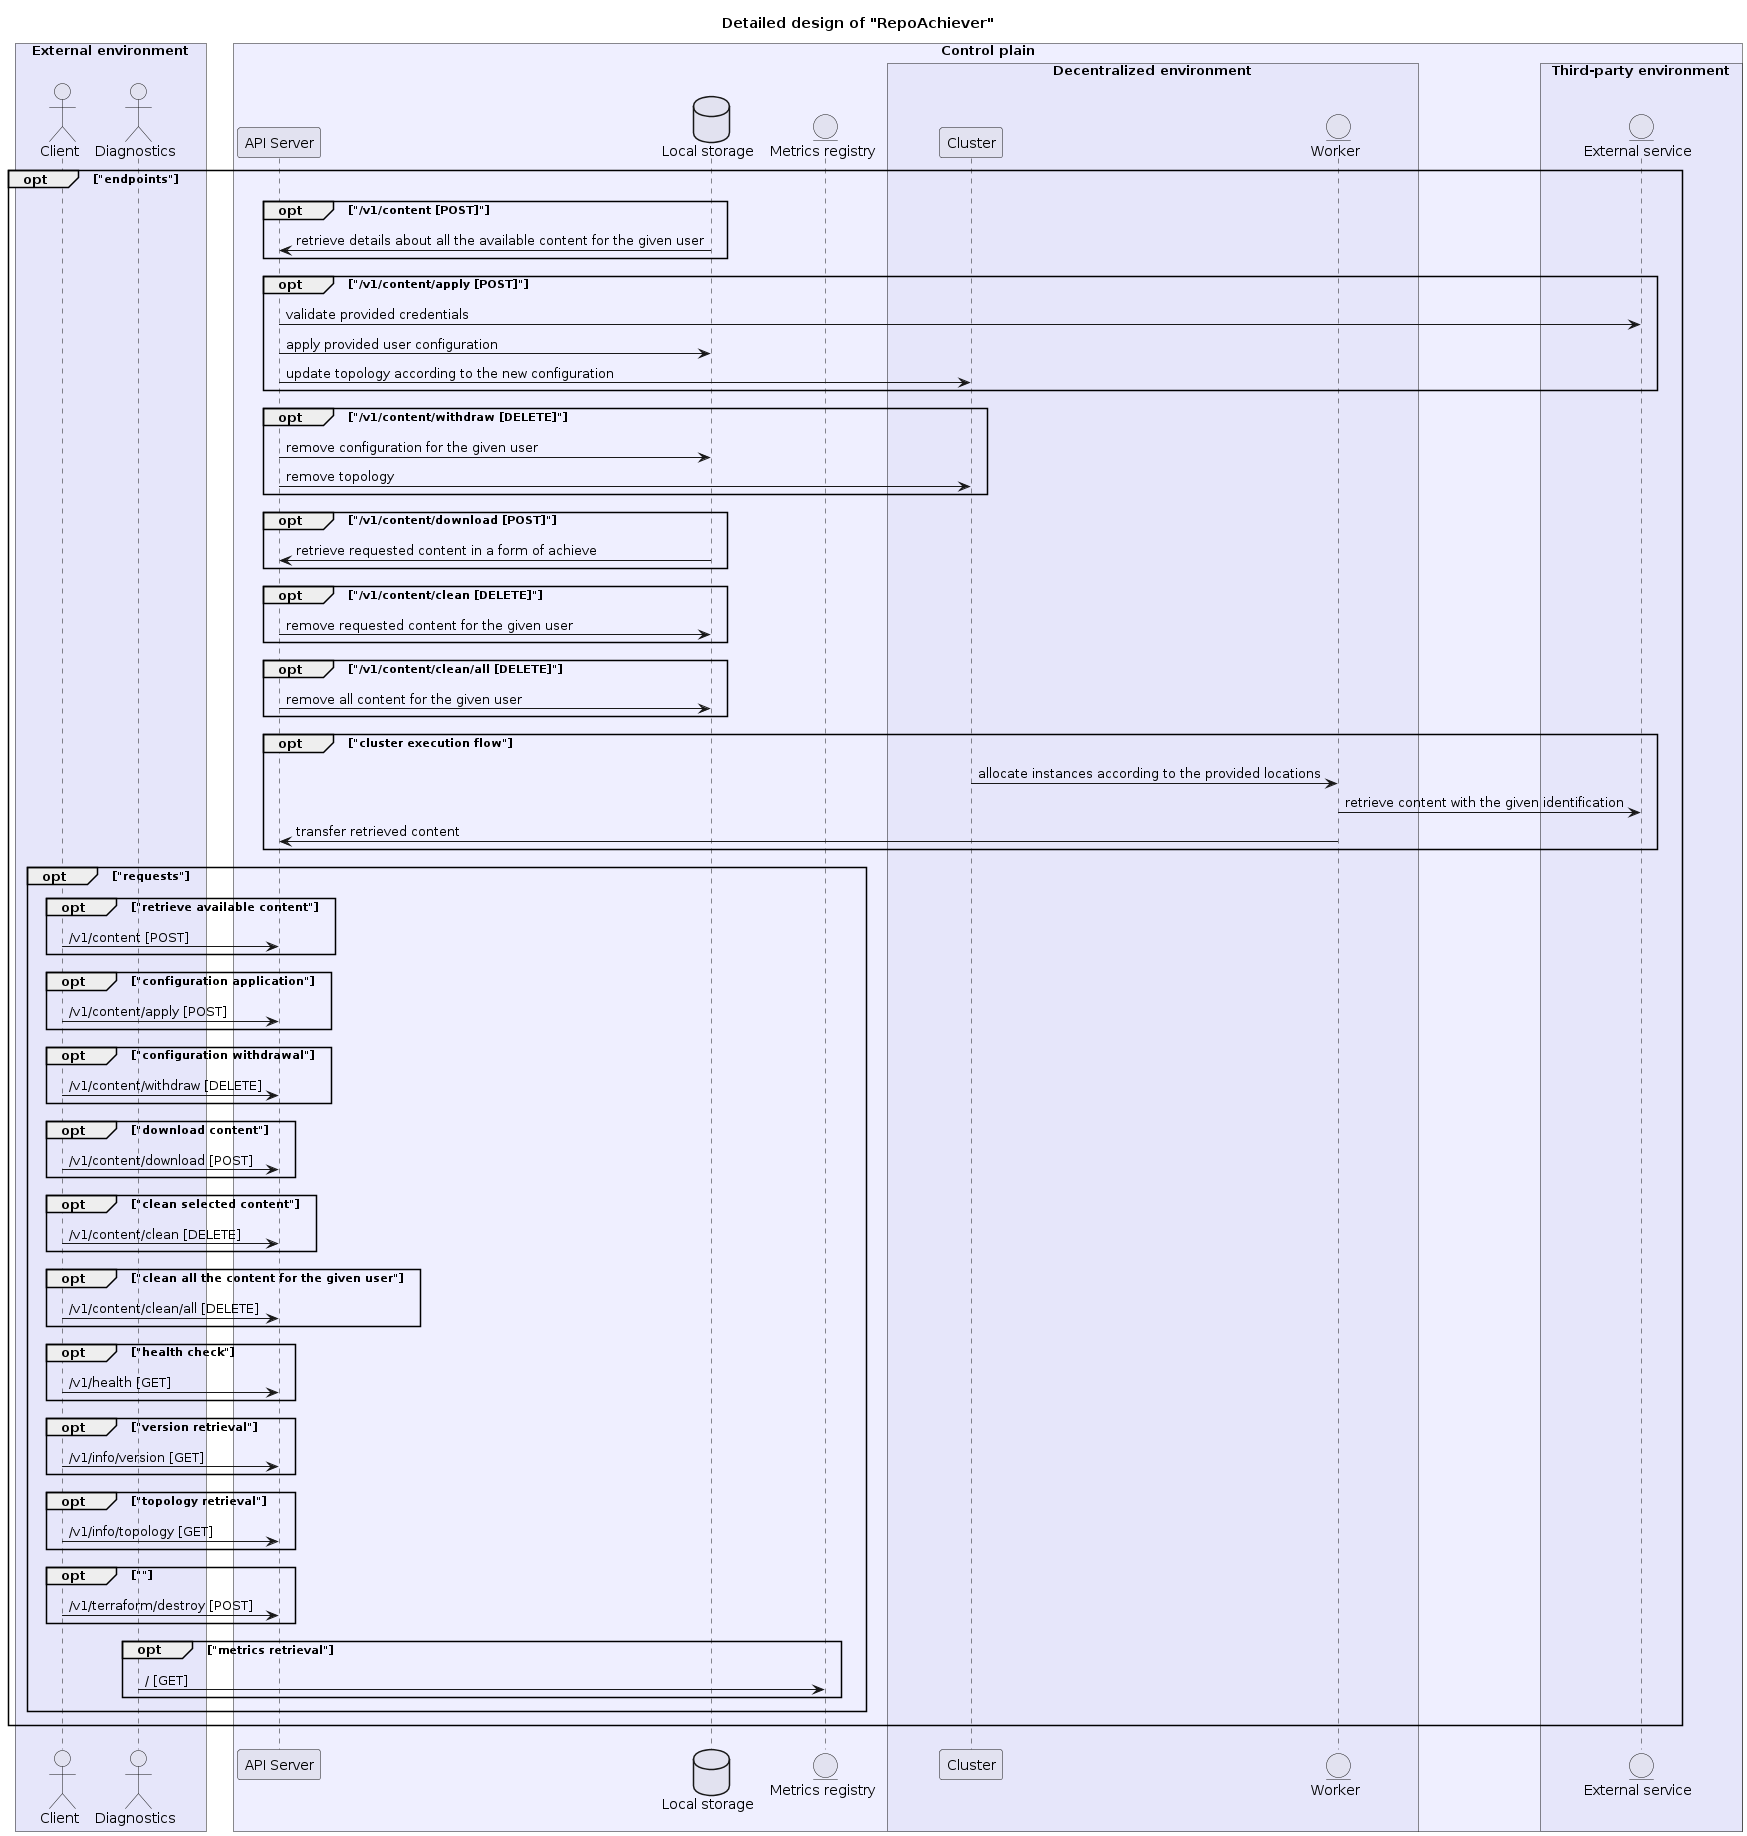 Detailed design of "RepoAchiever"
External environment
Control plain
Decentralized environment
Third-party environment
Client
Diagnostics
API Server
Local storage
Metrics registry
Cluster
Worker
External service
opt ["endpoints"]
opt ["/v1/content [POST]"]
retrieve details about all the available content for the given user
opt ["/v1/content/apply [POST]"]
validate provided credentials
apply provided user configuration
update topology according to the new configuration
opt ["/v1/content/withdraw [DELETE]"]
remove configuration for the given user
remove topology
opt ["/v1/content/download [POST]"]
retrieve requested content in a form of achieve
opt ["/v1/content/clean [DELETE]"]
remove requested content for the given user
opt ["/v1/content/clean/all [DELETE]"]
remove all content for the given user
opt ["cluster execution flow"]
allocate instances according to the provided locations
retrieve content with the given identification
transfer retrieved content
opt ["requests"]
opt ["retrieve available content"]
/v1/content [POST]
opt ["configuration application"]
/v1/content/apply [POST]
opt ["configuration withdrawal"]
/v1/content/withdraw [DELETE]
opt ["download content"]
/v1/content/download [POST]
opt ["clean selected content"]
/v1/content/clean [DELETE]
opt ["clean all the content for the given user"]
/v1/content/clean/all [DELETE]
opt ["health check"]
/v1/health [GET]
opt ["version retrieval"]
/v1/info/version [GET]
opt ["topology retrieval"]
/v1/info/topology [GET]
opt [""]
/v1/terraform/destroy [POST]
opt ["metrics retrieval"]
/ [GET]
Client
Diagnostics
API Server
Local storage
Metrics registry
Cluster
Worker
External service